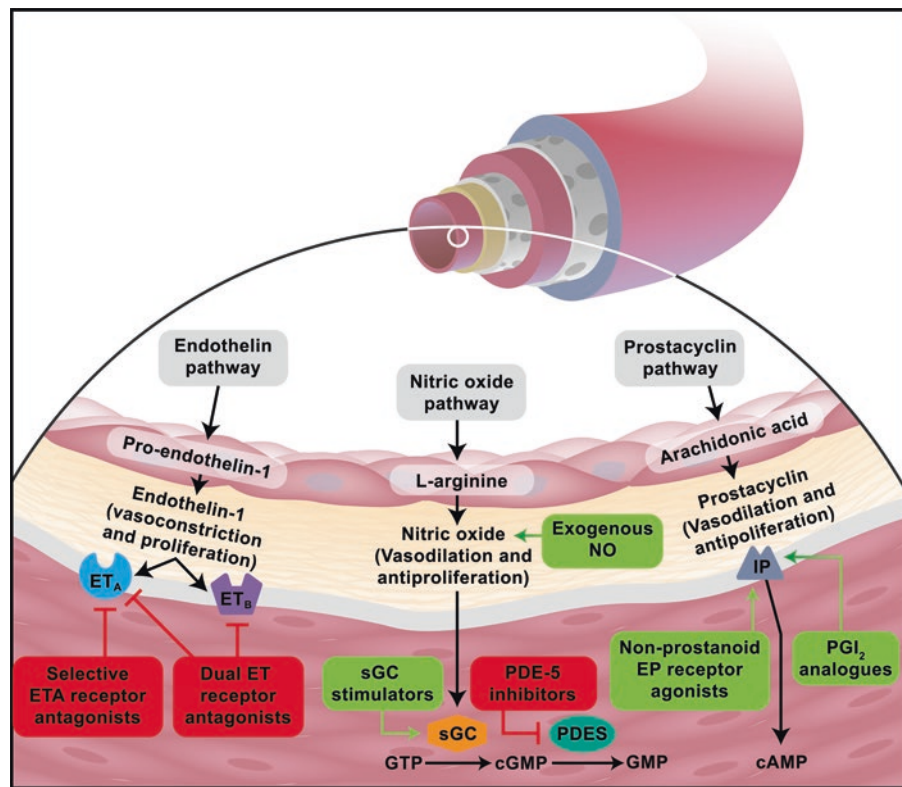 Endothelin
pathway
Nitric oxide
pathway
Prostacyclin
pathway
Pro-endothelin-1
L-arginine
Arachidonic acid
Endothelin-1
(vasoconstriction
and proliferation)
Nitric oxide
(Vasodilation and
antiproliferation)
Exogenous
NO
Prostacyclin
(Vasodilation and
antipoliferation)
ETA
ETB
IP
Selective
ETA receptor
antagonists
Dual ET
receptor
antagonists
sGC
stimulators
PDE-5
inhibitors
Non-prostanoid
EP receptor
agonists
PGI2
analogues
sGC
PDES
GTP
cGMP
GMP
cAMP